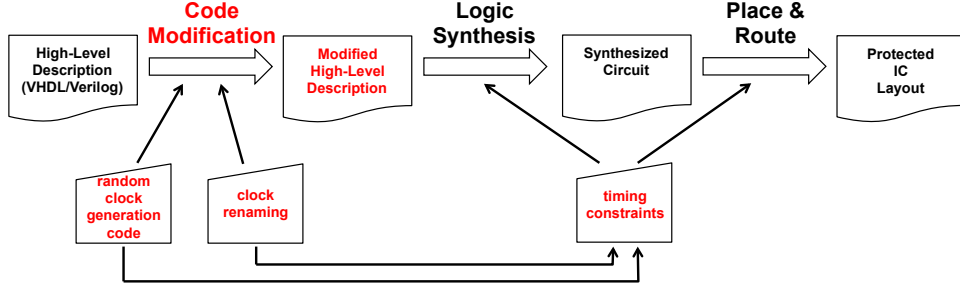 Code
Modification
Logic
Synthesis
Place &
Route
High-Level
Description
(VHDL/Verilog)
Modified
High-Level
Description
Synthesized
Circuit
Protected
IC
Layout
random
clock
generation
code
clock
renaming
timing
constraints